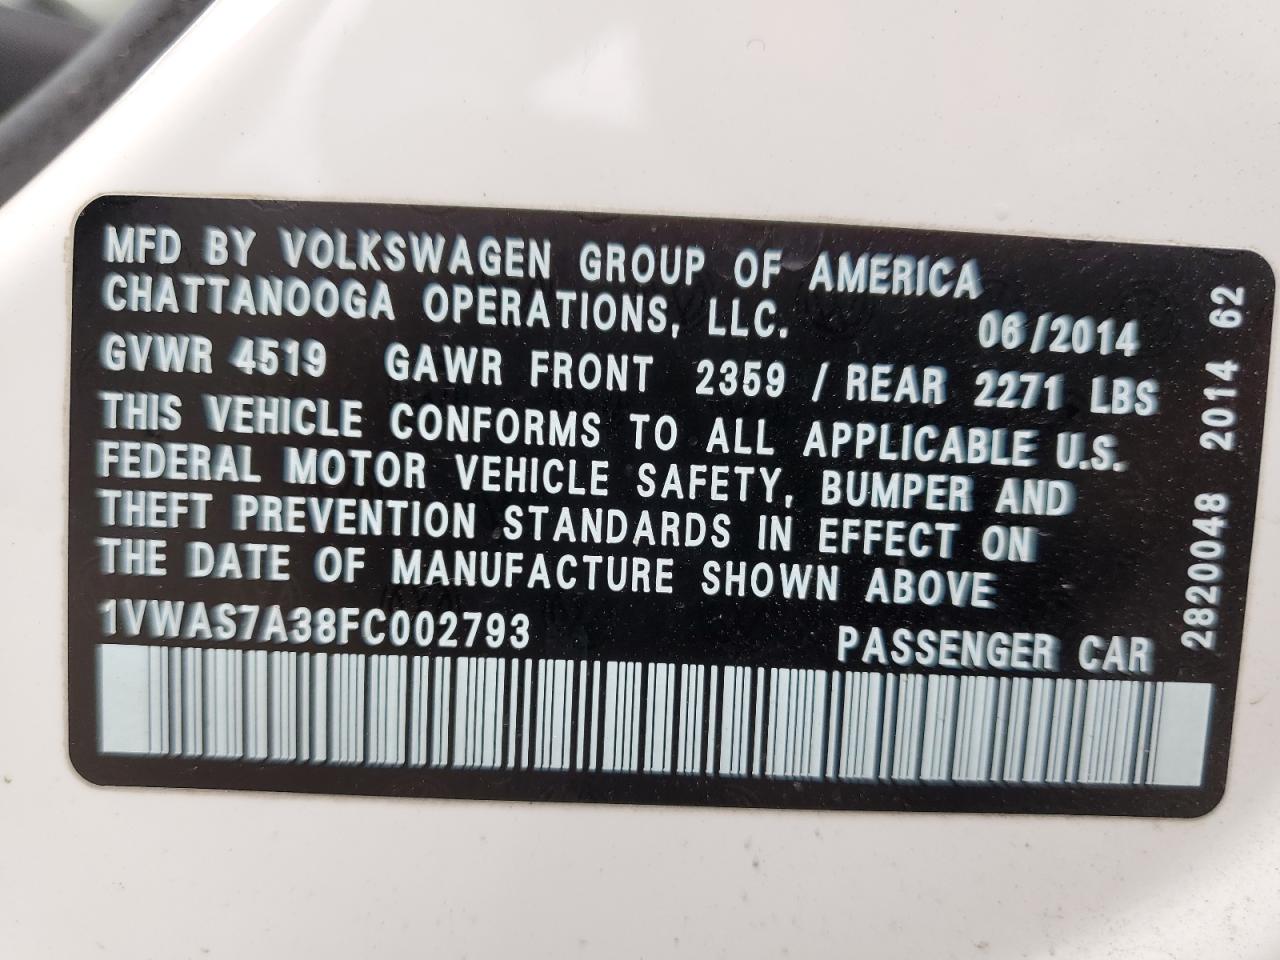 MFD BY VOLKSWAGEN GROUP OF AMERICA
CHATTANOOGA OPERATIONS, LLC. 06/2014
GVWR 4519 GAWR FRONT 2359 / REAR 2271 LBS
THIS VEHICLE CONFORMS TO ALL APPLICABLE U.S.
FEDERAL MOTOR VEHICLE SAFETY, BUMPER AND
THEFT PREVENTION STANDARDS IN EFFECT ON
THE DATE OF MANUFACTURE SHOWN ABOVE
1VWAS7A38FC002793 PASSENGER CAR
2820048 2014 62